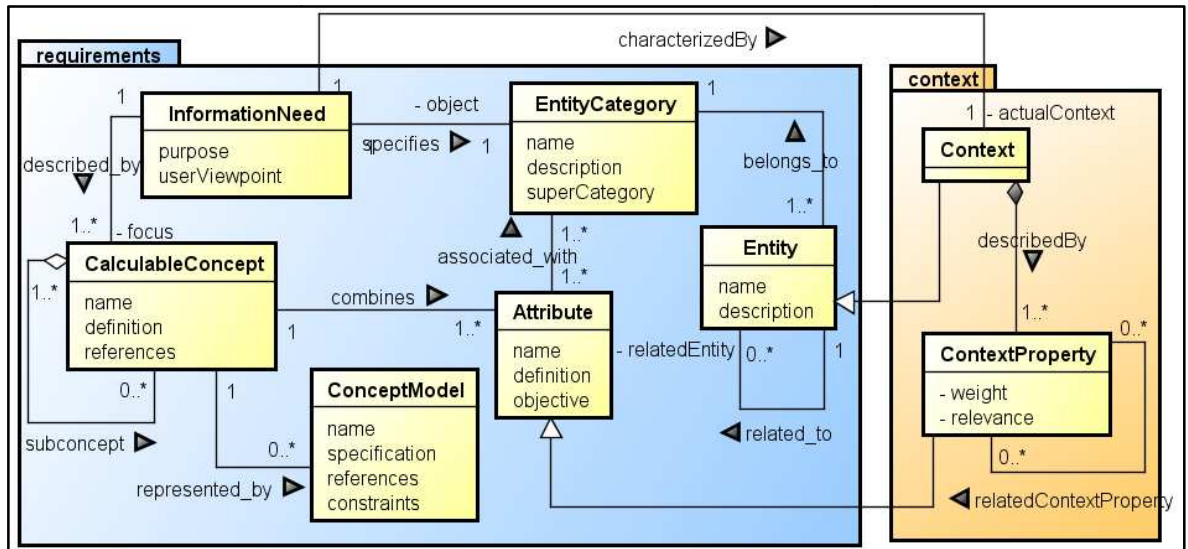 requirements
characterizedBy
context
1
1
- object
1
1 - actualContext
InformationNeed
purpose
userViewpoint
specifies
1
EntityCategory
name
description
superCategory
belongs_to
1..*
Context
described_by
1..*
- focus
associated_with
1..*
1..*
describedBy
1..*
0..*
CalculableConcept
name
definition
references
1..*
0..*
subconcept
combines
1
1..*
Attribute
name
definition
objective
Entity
name
description
- relatedEntity
0..*
1
related_to
ContextProperty
- weight
- relevance
0..*
relatedContextProperty
1
0..*
represented_by
ConceptModel
name
specification
references
constraints